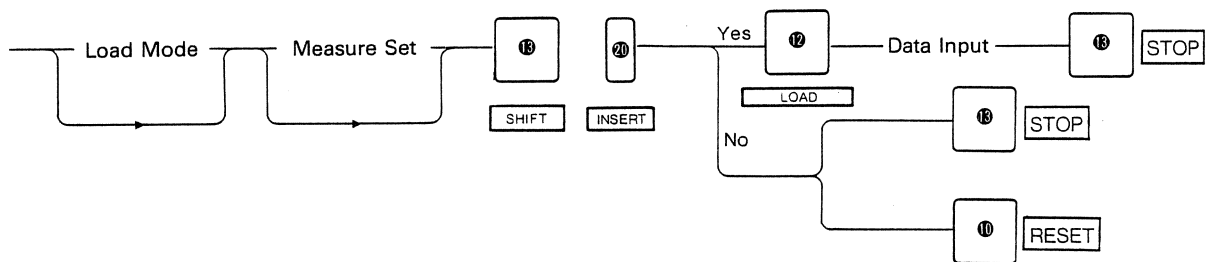 Load Mode
Measure Set
⓭
SHIFT
⓴
INSERT
Yes
⓬
LOAD
Data Input
⓭
STOP
No
⓭
STOP
❿
RESET